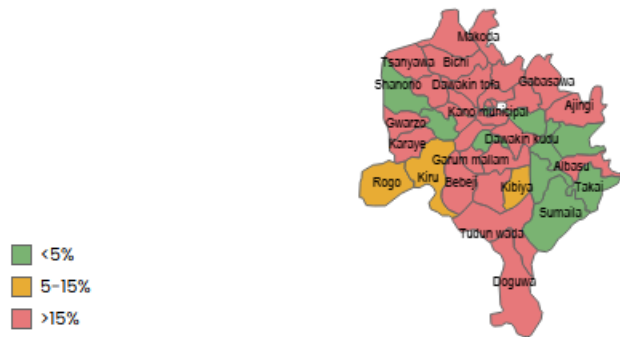 Makoda
Tsanyawa Bichi
Shanono Dawakin tofa Gabasawa
Kano municipal Ajingi
Gwarzo
Dawakin kudu
Karaye
Garum mallam Albasu
Rogo Kiru Bebeji Kibiya Takai
Sumaila
Tudun wada
Doguwa
<5%
5-15%
>15%